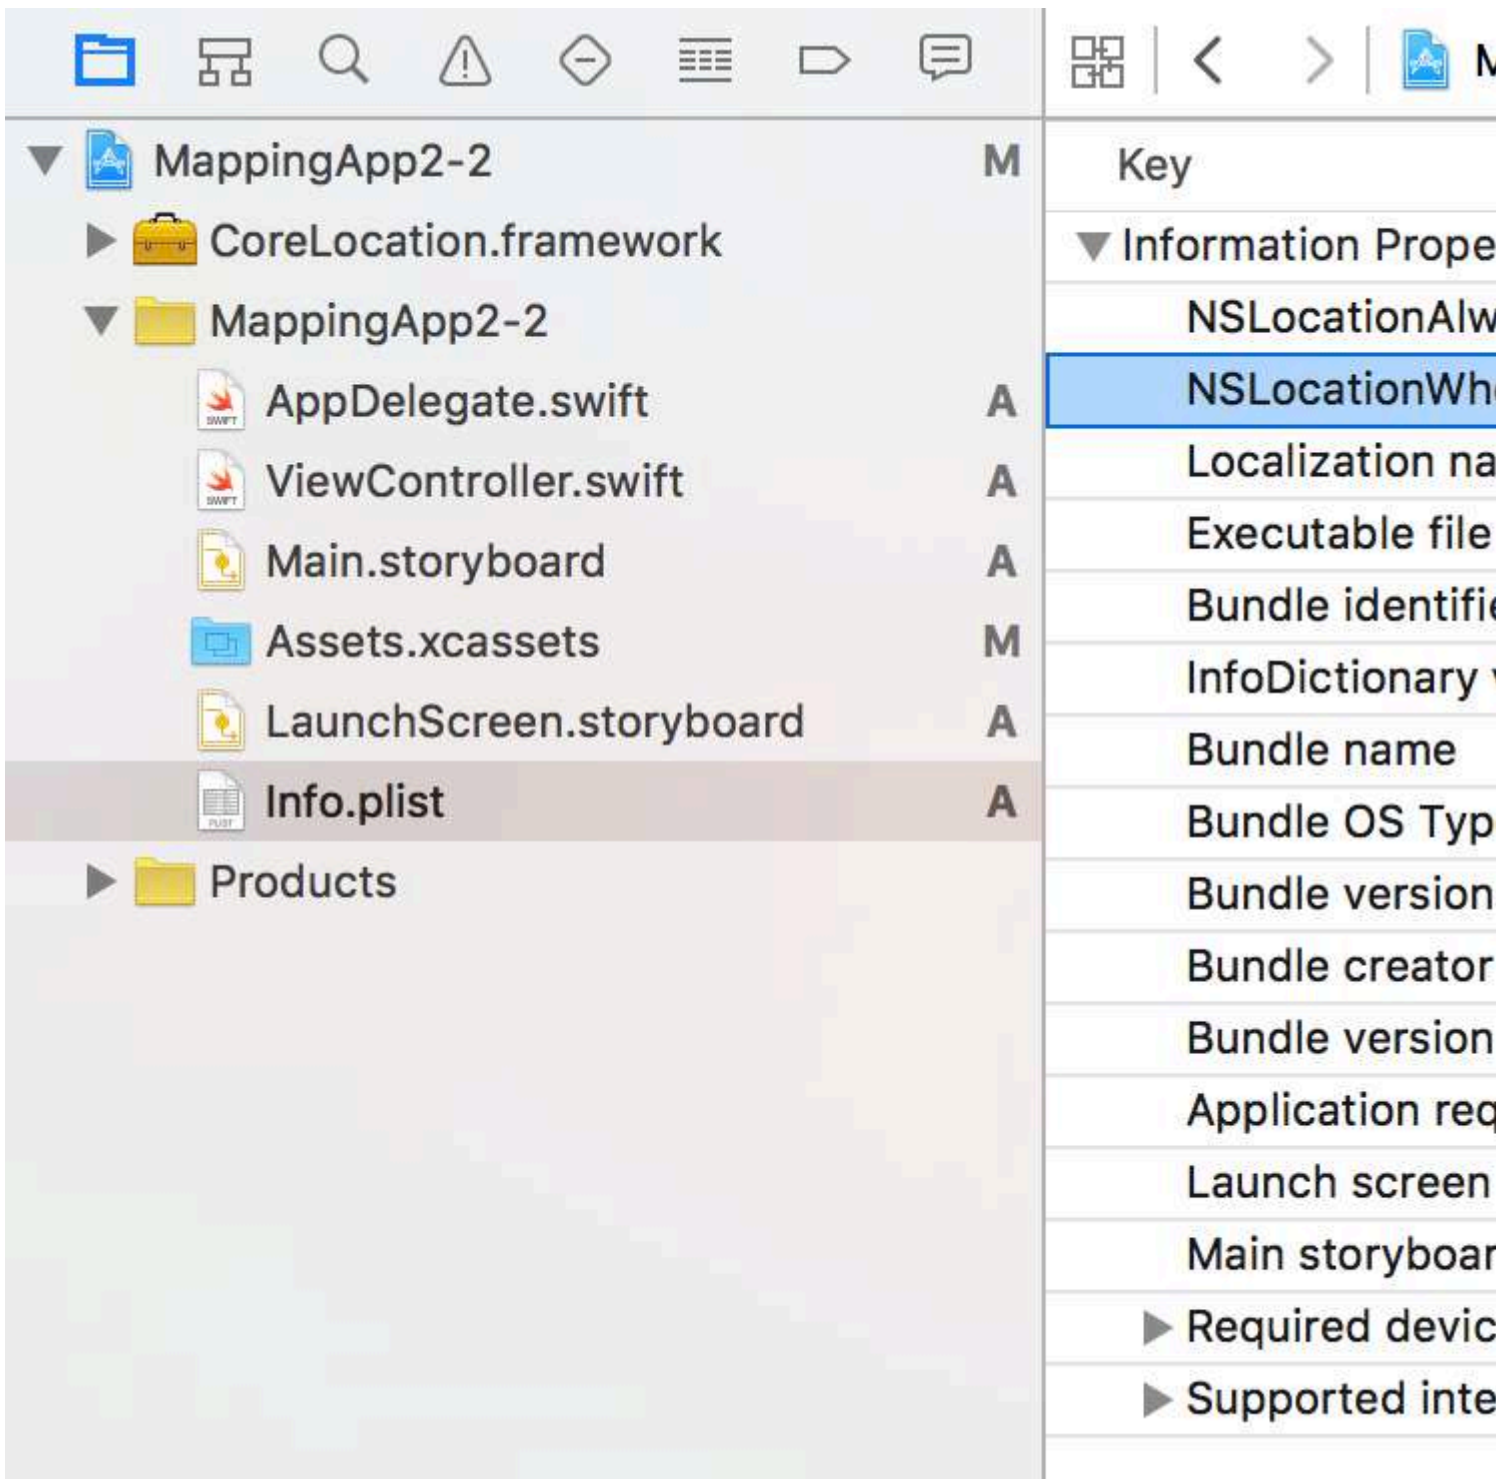 M
MappingApp2-2 M
CoreLocation.framework
MappingApp2-2
AppDelegate.swift A
ViewController.swift A
Main.storyboard A
Assets.xcassets M
LaunchScreen.storyboard A
Info.plist A
Products
Key
Information Prope
NSLocationAlw
NSLocationWh
Localization na
Executable file
Bundle identifie
InfoDictionary v
Bundle name
Bundle OS Typ
Bundle version
Bundle creator
Bundle version
Application req
Launch screen
Main storyboar
Required devic
Supported inte